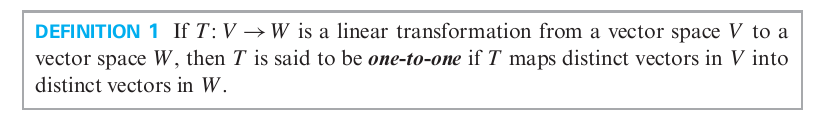 DEFINITION 1 If T: V → W is a linear transformation from a vector space V to a
vector space W, then T is said to be one-to-one if T maps distinct vectors in V into
distinct vectors in W.